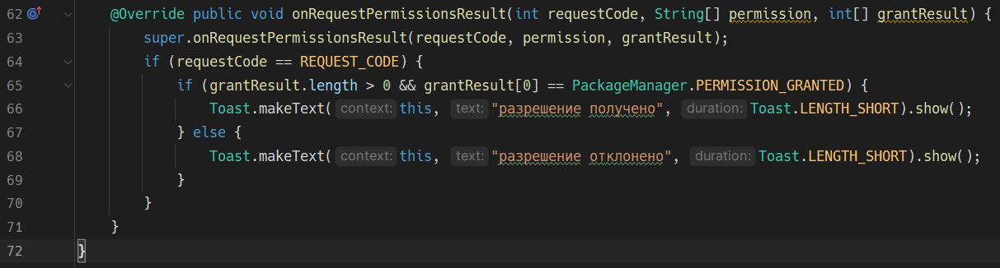 62 @Override public void onRequestPermissionsResult(int requestCode, String[] permission, int[] grantResult) {
63 super.onRequestPermissionsResult(requestCode, permission, grantResult);
64 if (requestCode == REQUEST_CODE) {
65 if (grantResult.length > 0 && grantResult[0] == PackageManager.PERMISSION_GRANTED) {
66 Toast.makeText( context: this, text: "разрешение получено", duration: Toast.LENGTH_SHORT).show();
67 } else {
68 Toast.makeText( context: this, text: "разрешение отклонено", duration: Toast.LENGTH_SHORT).show();
69 }
70 }
71 }
72 }